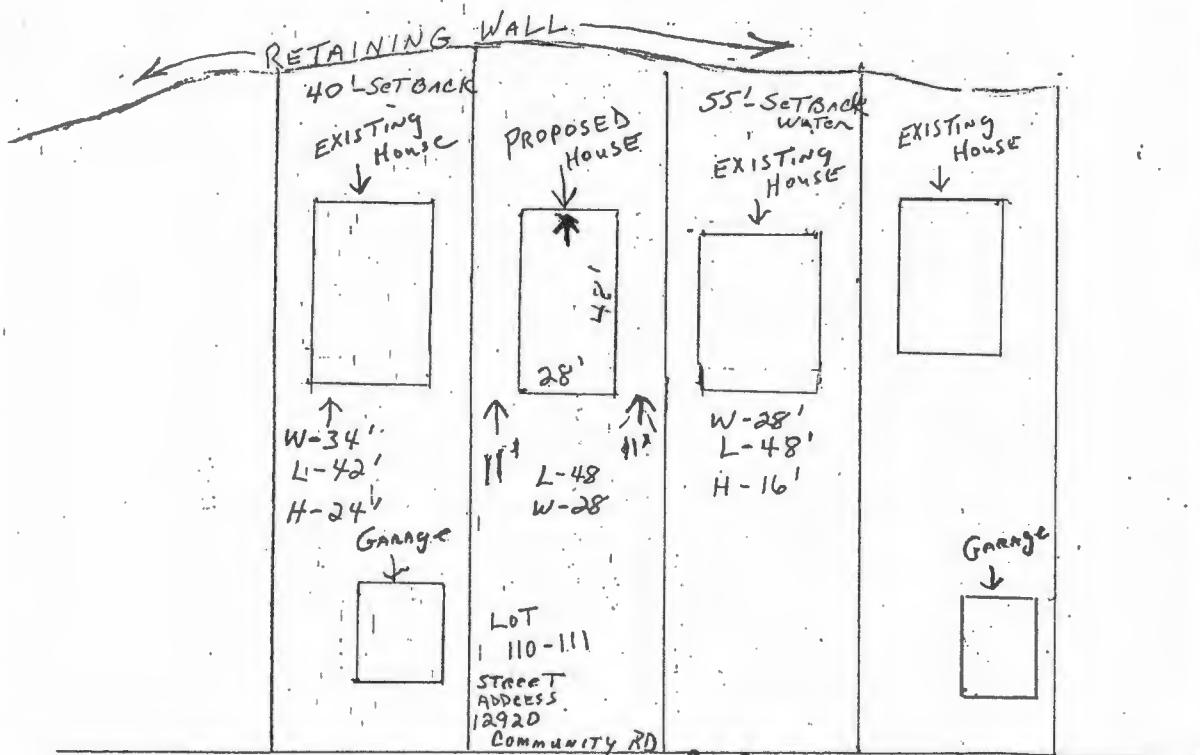 RETAINING WALL
40' SETBACK
EXISTING
HOUSE
W-34'
L-42'
H-24'
GARAGE
PROPOSED
HOUSE
48'
28'
11'
11'
L-48
W-28
LOT
110-111
STREET
ADDRESS
12920
COMMUNITY RD
55' SETBACK
WATER
EXISTING
HOUSE
W-28'
L-48'
H-16'
EXISTING
HOUSE
GARAGE